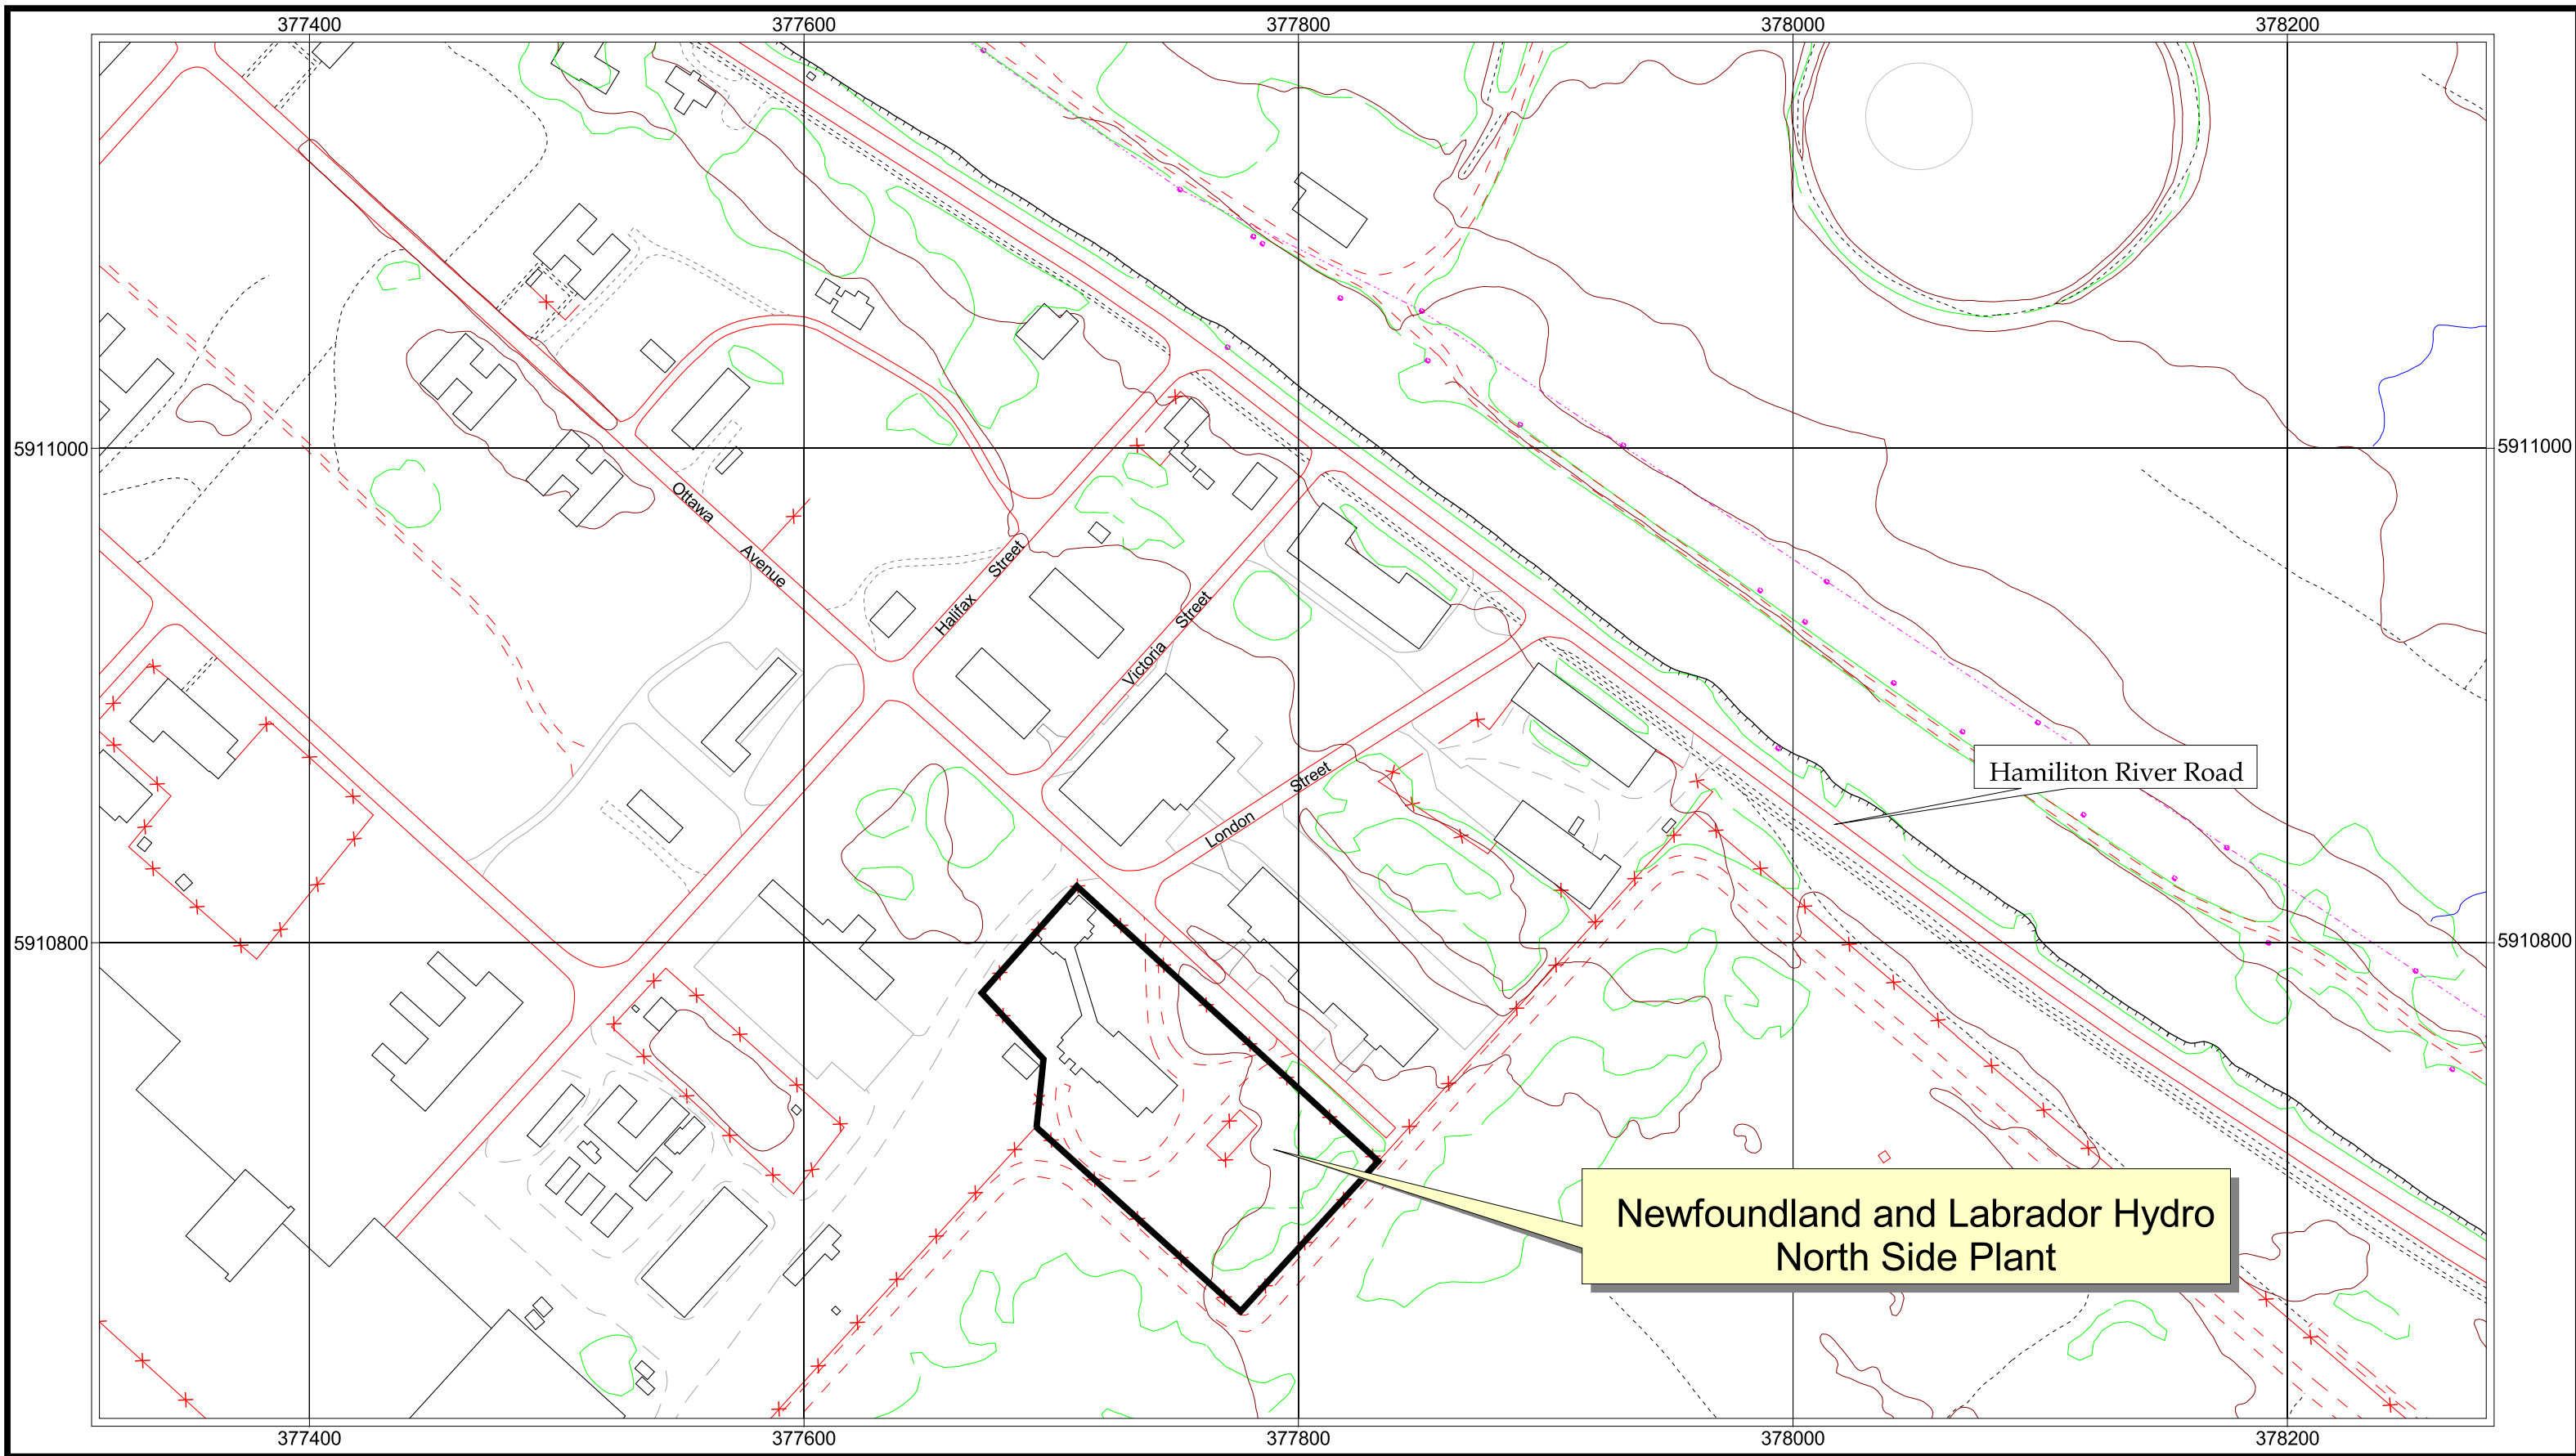 377400 377600 377800 378000 378200
5911000 5911000
Ottawa Avenue
Halifax Street
Victoria Street
London Street
Hamiliton River Road
5910800 5910800
Newfoundland and Labrador Hydro
North Side Plant
377400 377600 377800 378000 378200